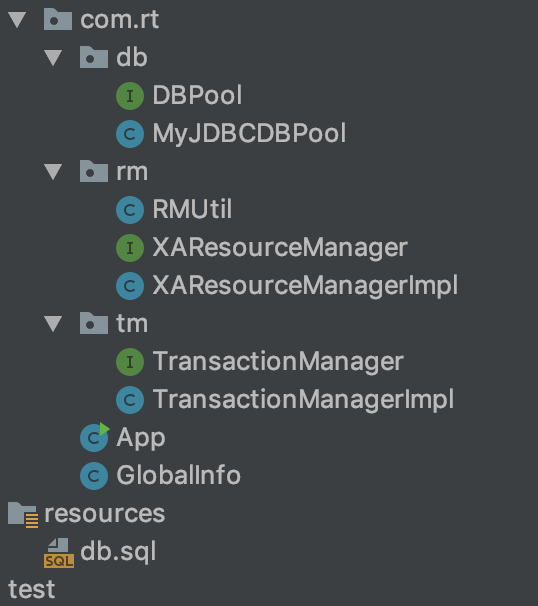 com.rt
db
I DBPool
C MyJDBCDBPool
rm
C RMUtil
I XAResourceManager
C XAResourceManagerImpl
tm
I TransactionManager
C TransactionManagerImpl
C App
C GlobalInfo
resources
SQL db.sql
test